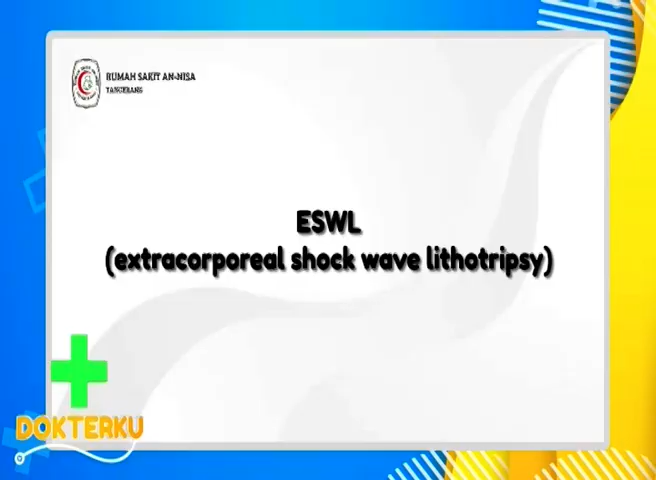 RUMAH SAKIT AN-NISA
TANGERANG
ESWL
(extracorporeal shock wave lithotripsy)
DOKTERKU